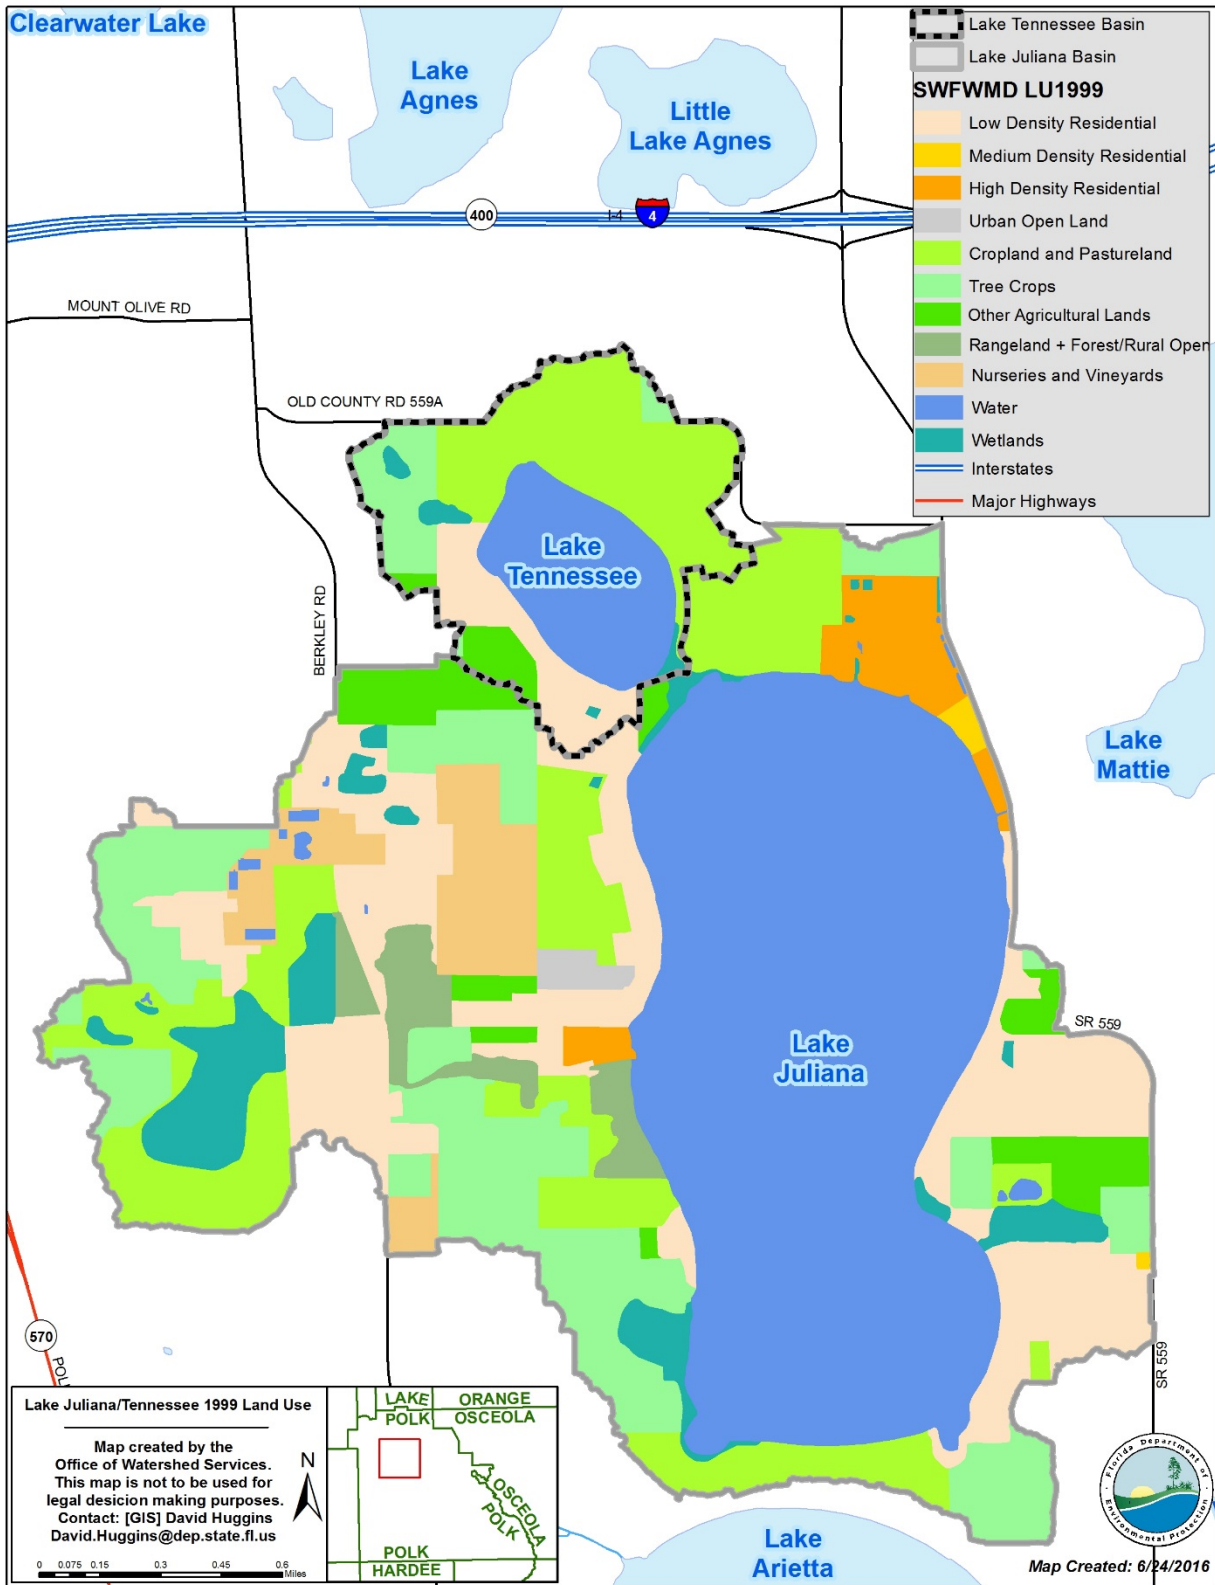 Clearwater Lake
Lake
Agnes
Little
Lake Agnes
Lake Tennessee Basin
Lake Juliana Basin
SWFWMD LU1999
Low Density Residential
Medium Density Residential
High Density Residential
Urban Open Land
Cropland and Pastureland
Tree Crops
Other Agricultural Lands
Rangeland + Forest/Rural Open
Nurseries and Vineyards
Water
Wetlands
Interstates
Major Highways
400
I-4
4
MOUNT OLIVE RD
OLD COUNTY RD 559A
BERKLEY RD
Lake
Tennessee
Lake
Mattie
Lake
Juliana
SR 559
SR 559
570
POL
Lake Juliana/Tennessee 1999 Land Use
Map created by the
Office of Watershed Services.
This map is not to be used for
legal desicion making purposes.
Contact: [GIS] David Huggins
David.Huggins@dep.state.fl.us
N
0 0.075 0.15 0.3 0.45 0.6
Miles
LAKE ORANGE
POLK OSCEOLA
OSCEOLA
POLK
POLK
HARDEE
Lake
Arietta
Florida Department of
Environmental Protection
Map Created: 6/24/2016